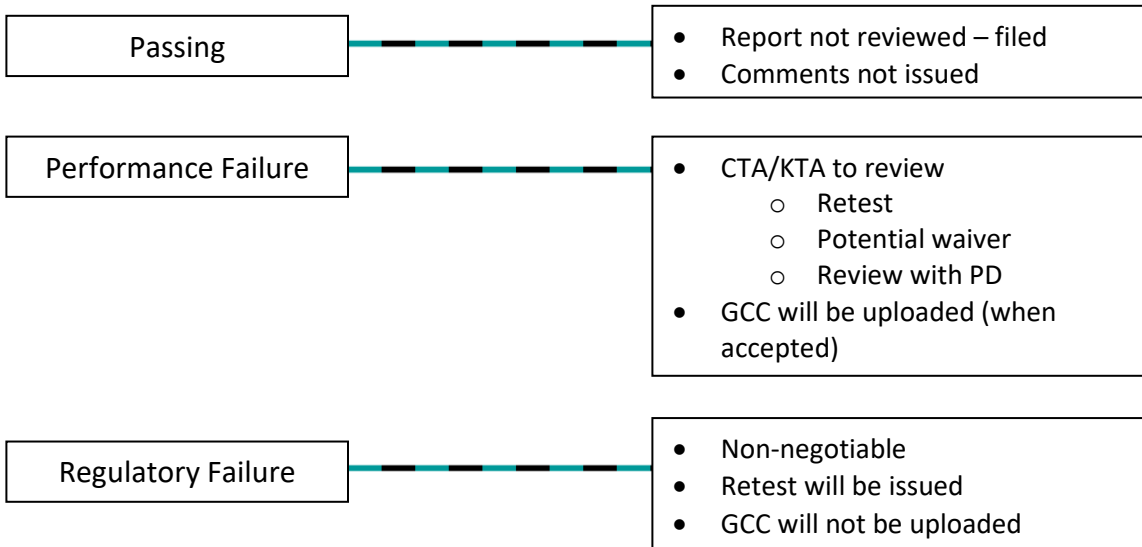 Passing
• Report not reviewed – filed
• Comments not issued
Performance Failure
• CTA/KTA to review
o Retest
o Potential waiver
o Review with PD
• GCC will be uploaded (when
accepted)
Regulatory Failure
• Non-negotiable
• Retest will be issued
• GCC will not be uploaded